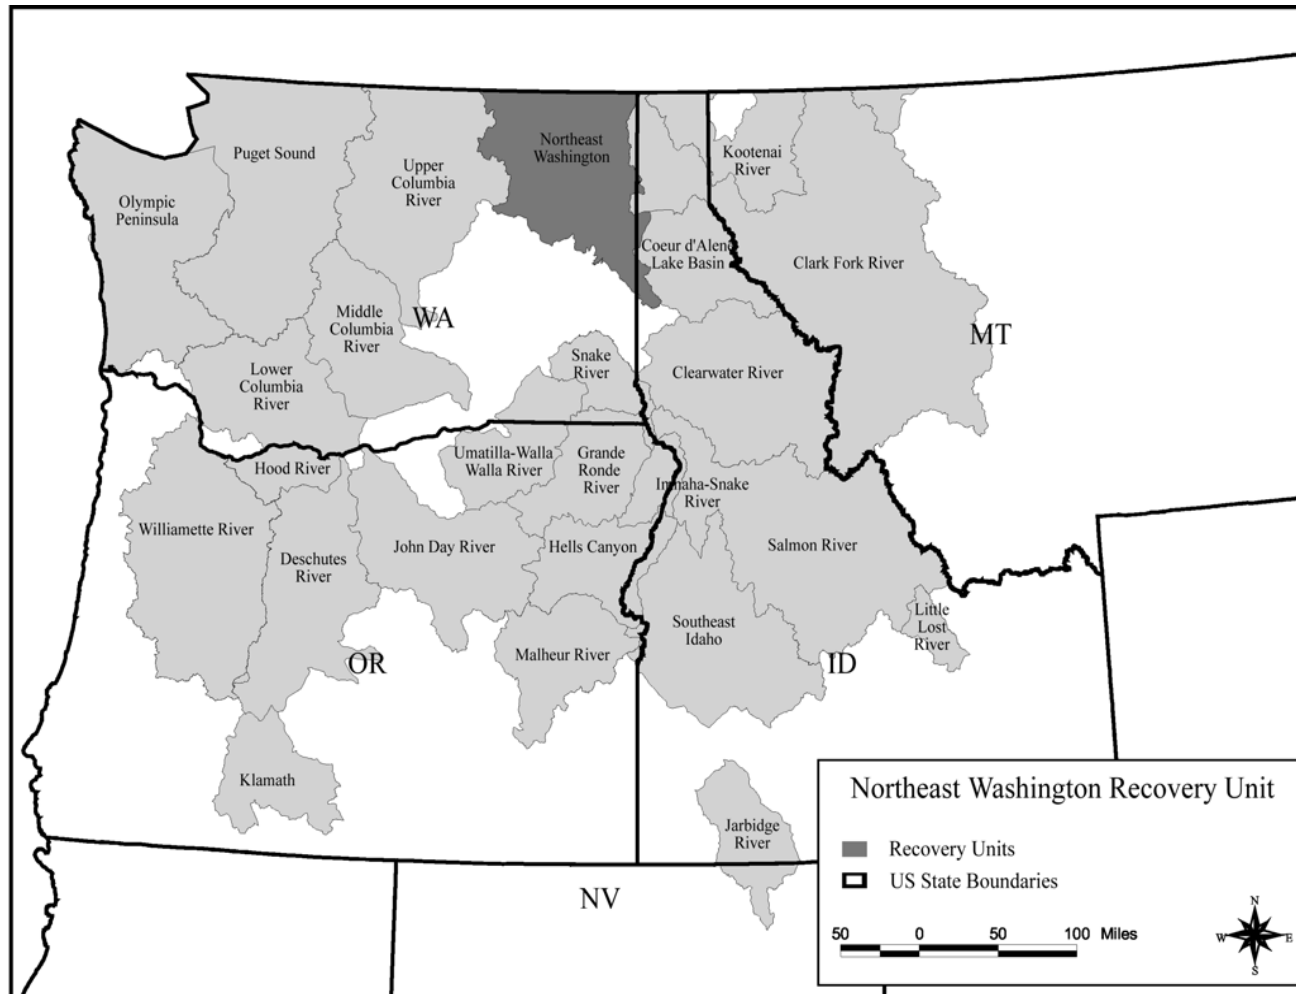 Northeast
Washington
Puget Sound
Upper
Columbia
River
Kootenai
River
Olympic
Peninsula
Coeur d'Alene
Lake Basin
Clark Fork River
Middle
Columbia
River
WA
MT
Lower
Columbia
River
Snake
River
Clearwater River
Hood River
Umatilla-Walla
Walla River
Grande
Ronde
River
Imnaha-Snake
River
Williamette River
Deschutes
River
John Day River
Hells Canyon
Salmon River
Southeast
Idaho
Little
Lost
River
Malheur River
OR
ID
Klamath
Jarbidge
River
NV
Northeast Washington Recovery Unit
Recovery Units
US State Boundaries
50 0 50 100 Miles
N
W E
S